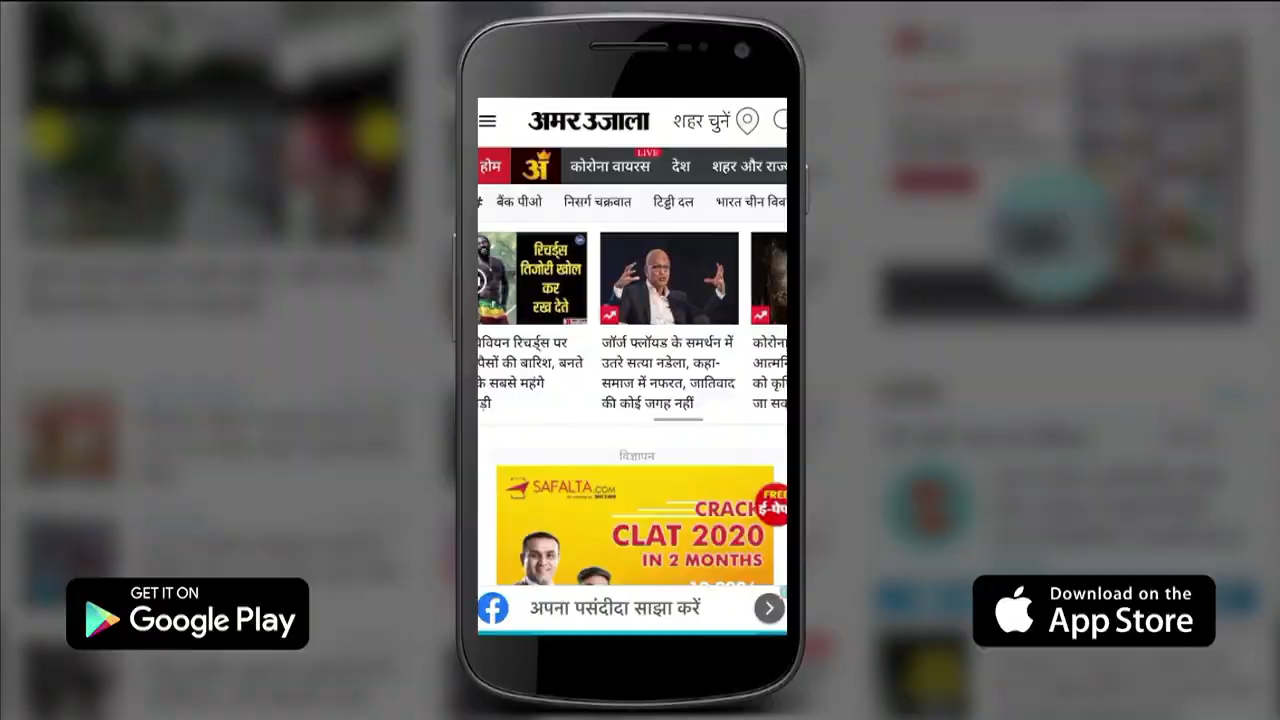 अमर उजाला
शहर चुनें
होम
अ
कोरोना वायरस
LIVE
देश
शहर और राज्
# बैंक पीओ
निसर्ग चक्रवात
टिड्डी दल
भारत चीन विवा
रिचर्ड्स
तिजोरी खोल
कर
रख देते
वेवियन रिचर्ड्स पर
पैसों की बारिश, बनते
के सबसे महंगे
ड़ी
जॉर्ज फ्लॉयड के समर्थन में
उतरे सत्या नडेला, कहा-
समाज में नफरत, जातिवाद
की कोई जगह नहीं
कोरोन
आत्मनि
को कृ
जा सक
विज्ञापन
SAFALTA.COM
CRACK
CLAT 2020
IN 2 MONTHS
FREE
ई-पेप
अपना पसंदीदा साझा करें
GET IT ON
Google Play
Download on the
App Store